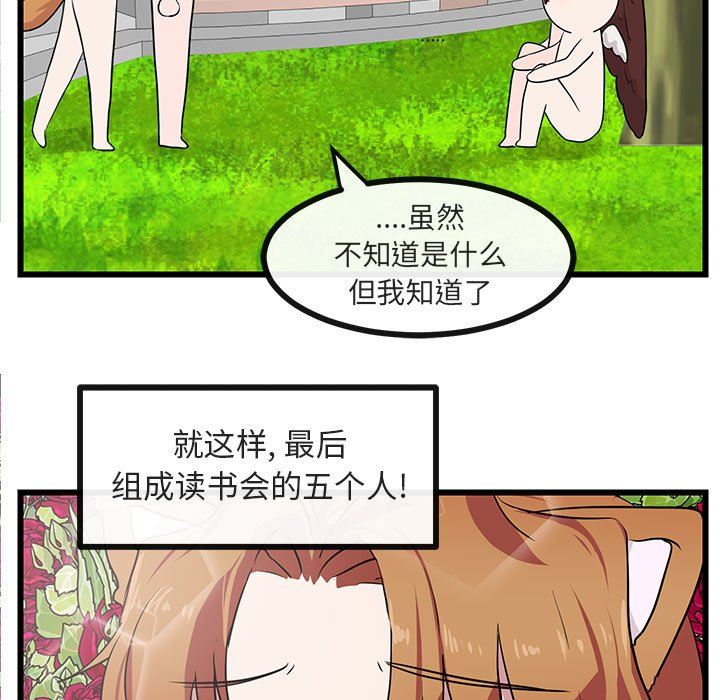 ......
....虽然
不知道是什么
但我知道了
就这样, 最后
组成读书会的五个人!